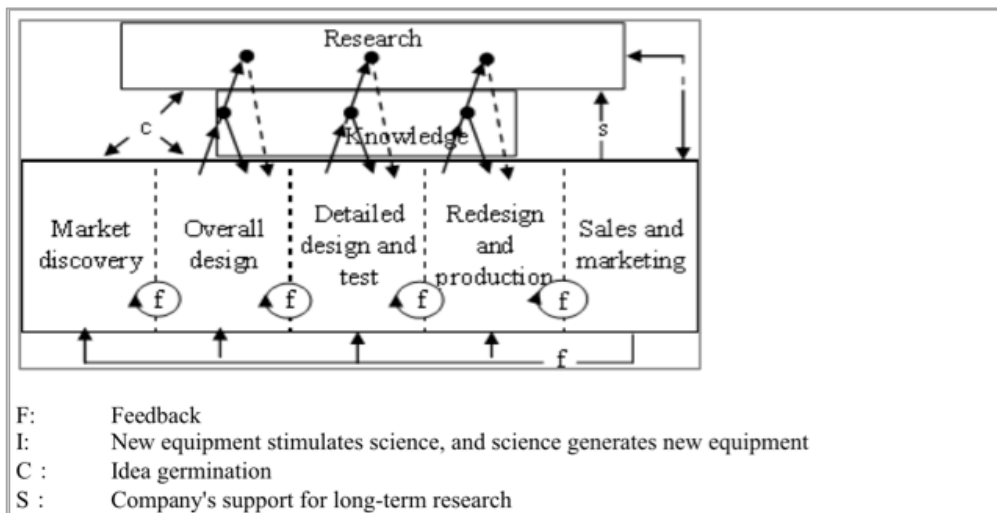 Research
Knowledge
c
s
Market
discovery
Overall
design
Detailed
design and
test
Redesign
and
production
Sales and
marketing
f
f
f
f
f
F: Feedback
I: New equipment stimulates science, and science generates new equipment
C : Idea germination
S : Company's support for long-term research